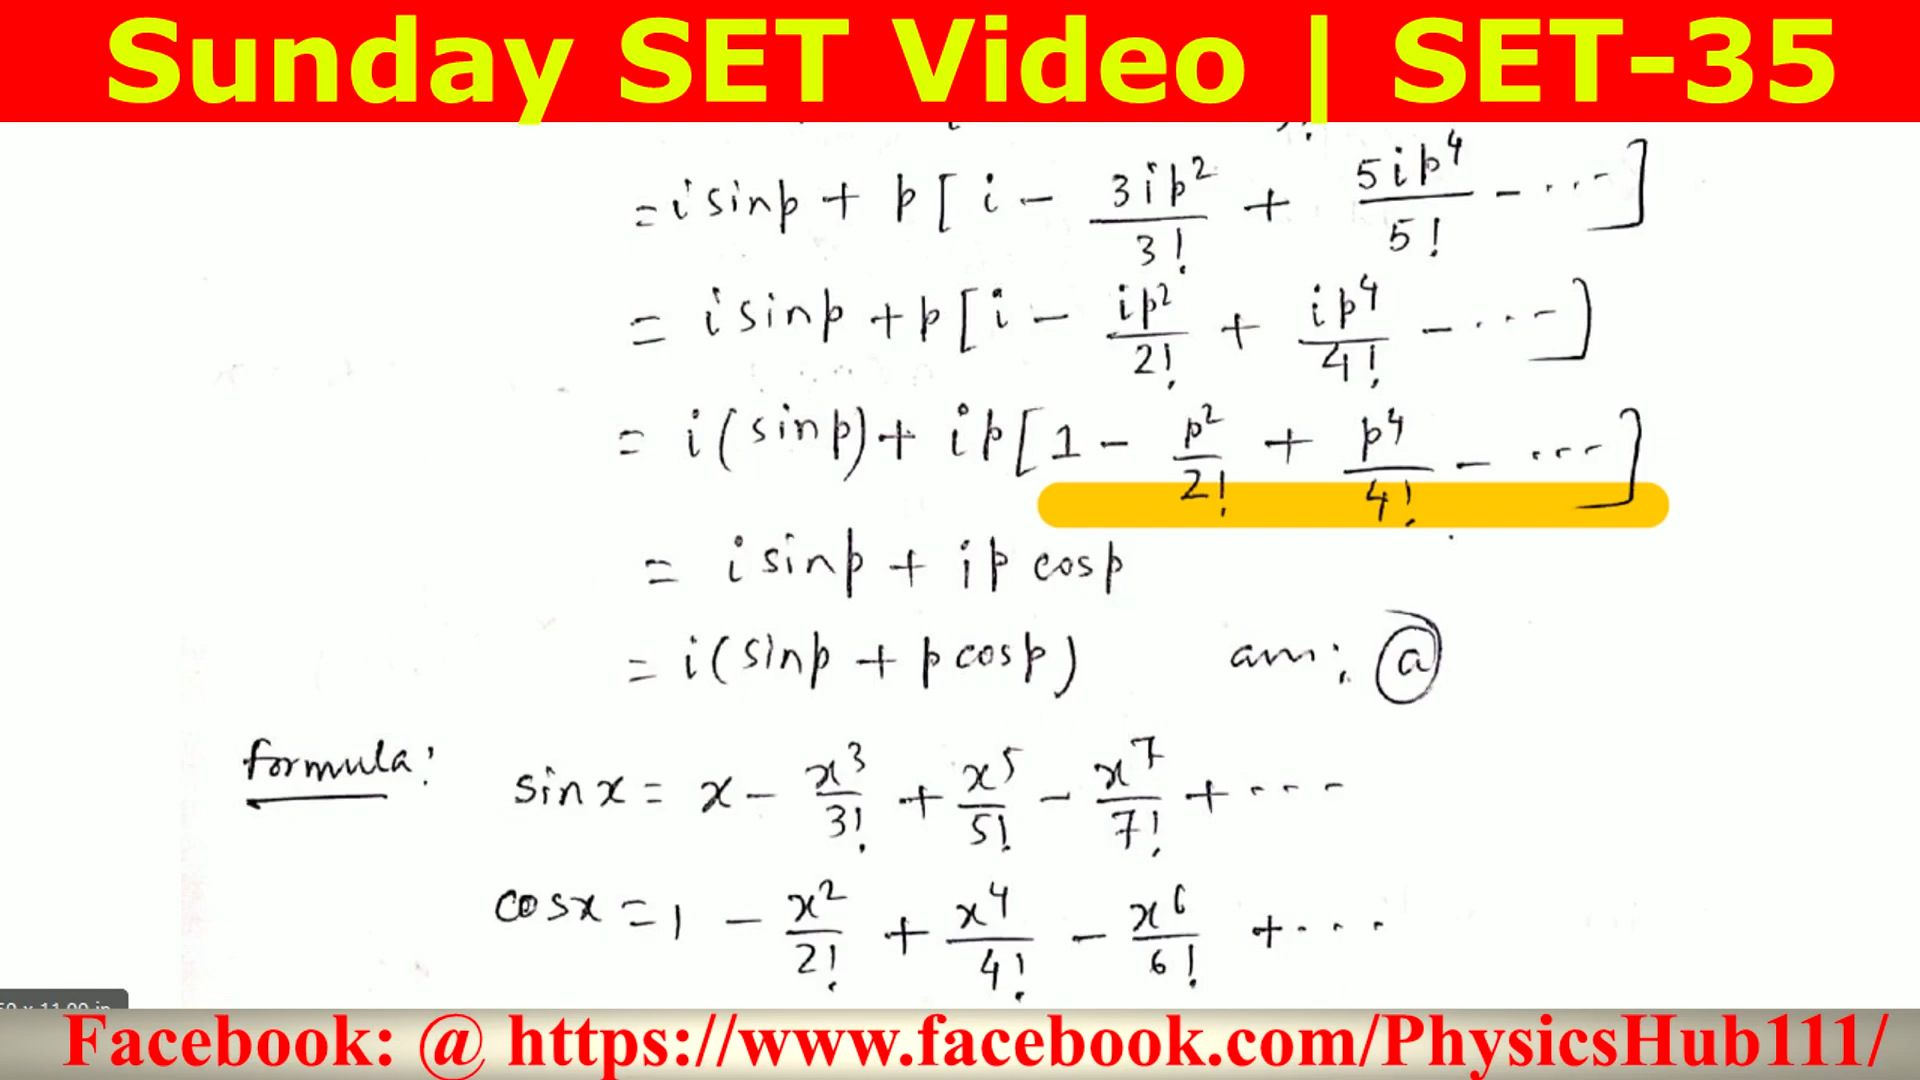 Sunday SET Video | SET-35
= i sinp + p [ i - 3ip²/3! + 5ip⁴/5! - ---- ]
= i sinp + p [ i - ip²/2! + ip⁴/4! - ---- ]
= i (sinp) + ip [ 1 - p²/2! + p⁴/4! - ---- ]
= i sinp + ip cosp
= i (sinp + p cosp) ans: (a)
formula: sinx = x - x³/3! + x⁵/5! - x⁷/7! + ---
cosx = 1 - x²/2! + x⁴/4! - x⁶/6! + ---
Facebook: @ https://www.facebook.com/PhysicsHub111/